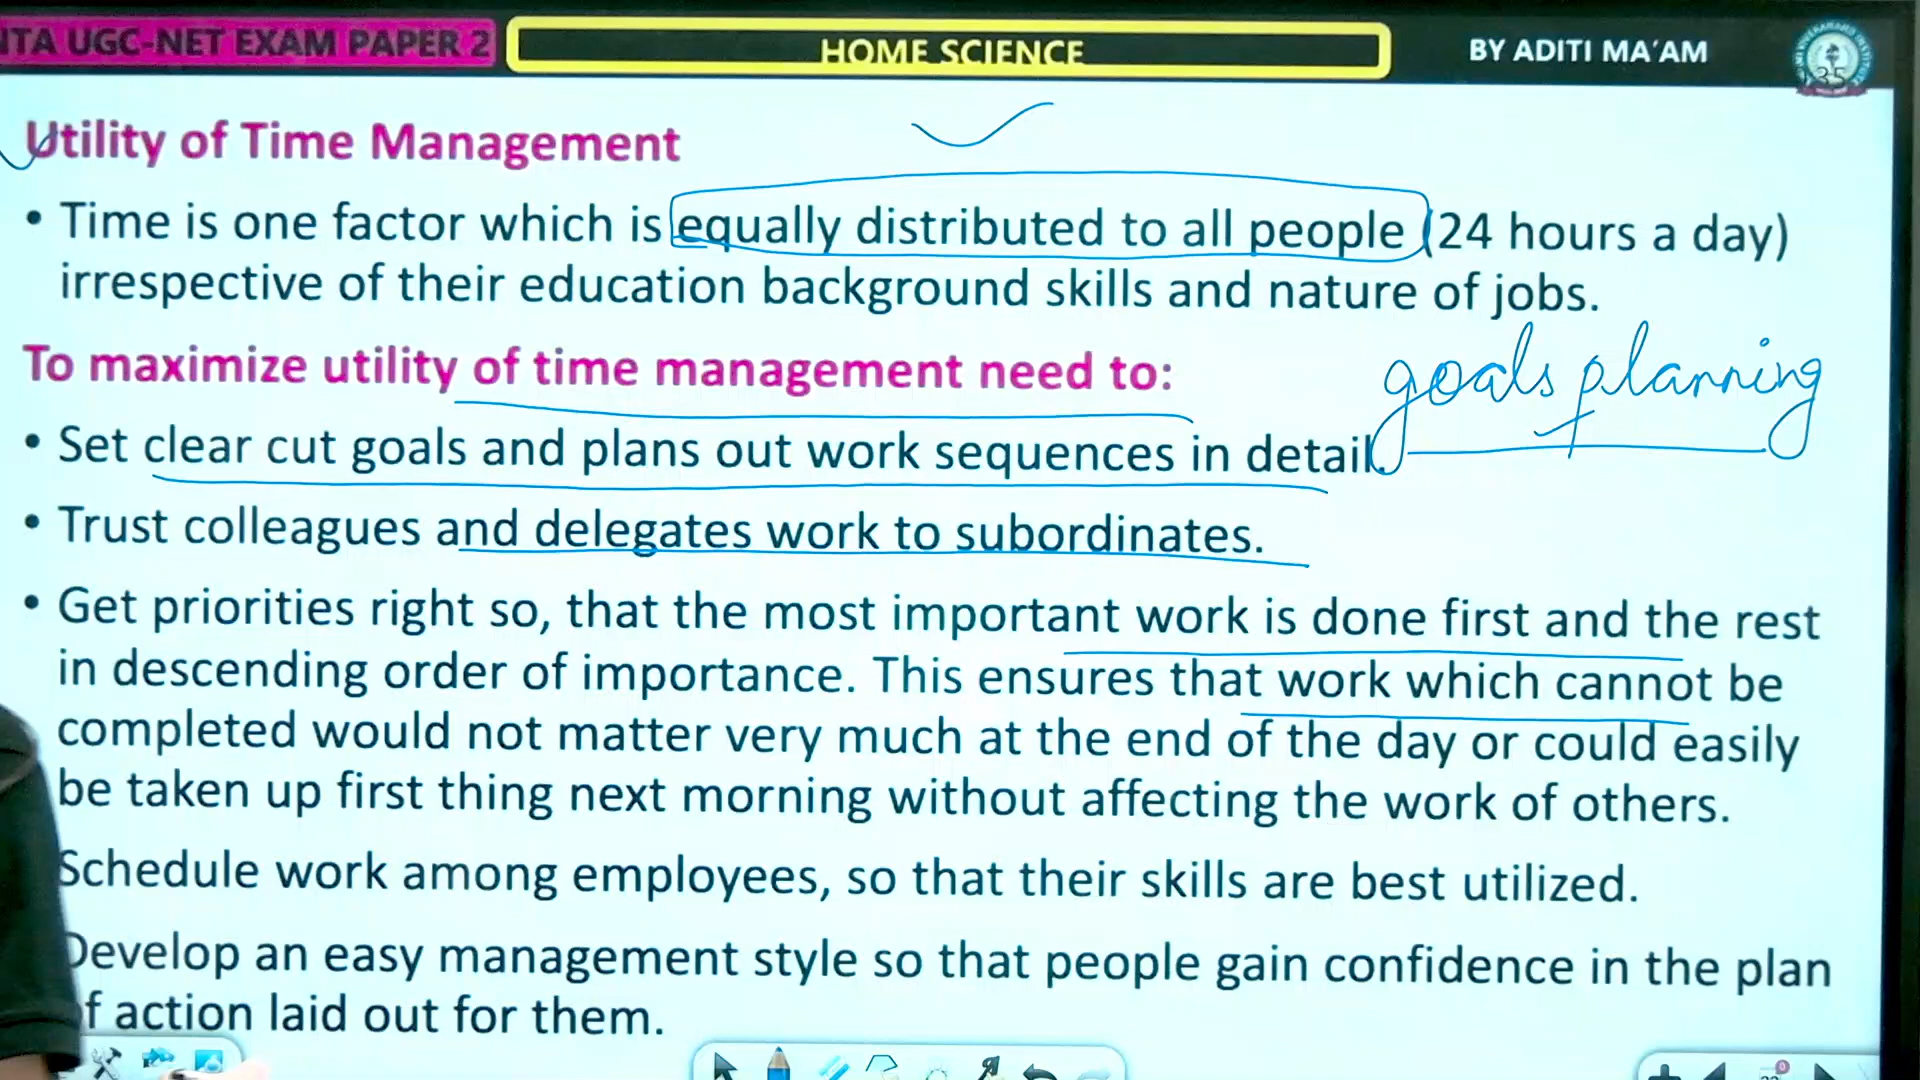 NTA UGC-NET EXAM PAPER 2
HOME SCIENCE
BY ADITI MA'AM
Utility of Time Management
• Time is one factor which is equally distributed to all people (24 hours a day)
irrespective of their education background skills and nature of jobs.
To maximize utility of time management need to:
goals planning
• Set clear cut goals and plans out work sequences in detail.
• Trust colleagues and delegates work to subordinates.
• Get priorities right so, that the most important work is done first and the rest
in descending order of importance. This ensures that work which cannot be
completed would not matter very much at the end of the day or could easily
be taken up first thing next morning without affecting the work of others.
Schedule work among employees, so that their skills are best utilized.
Develop an easy management style so that people gain confidence in the plan
of action laid out for them.